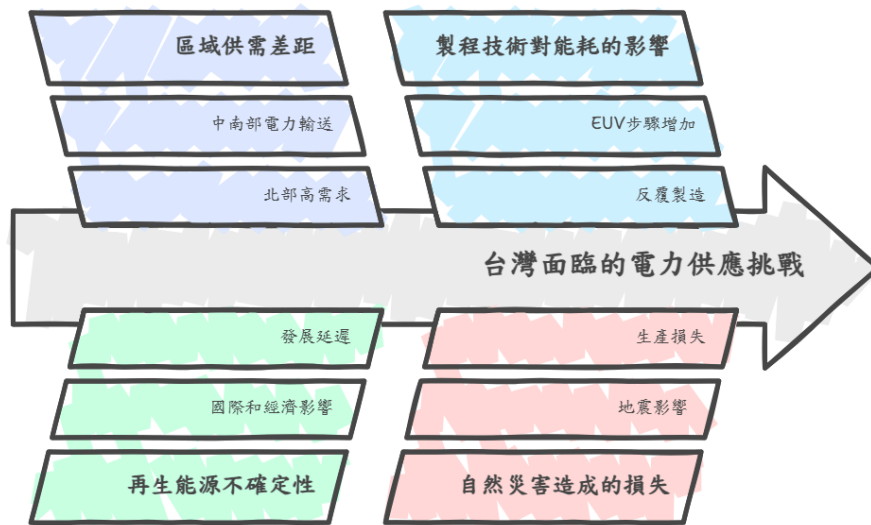 區域供需差距
製程技術對能耗的影響
中南部電力輸送
EUV步驟增加
北部高需求
反覆製造
台灣面臨的電力供應挑戰
發展延遲
生產損失
國際和經濟影響
地震影響
再生能源不確定性
自然災害造成的損失